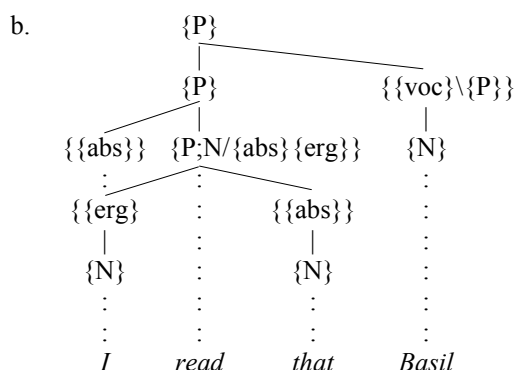 b. {P}
{P} {{voc}\{P}}
{{abs}} {P;N/{abs}{erg}} {N}
{{erg} {{abs}}
{N} {N}
I read that Basil